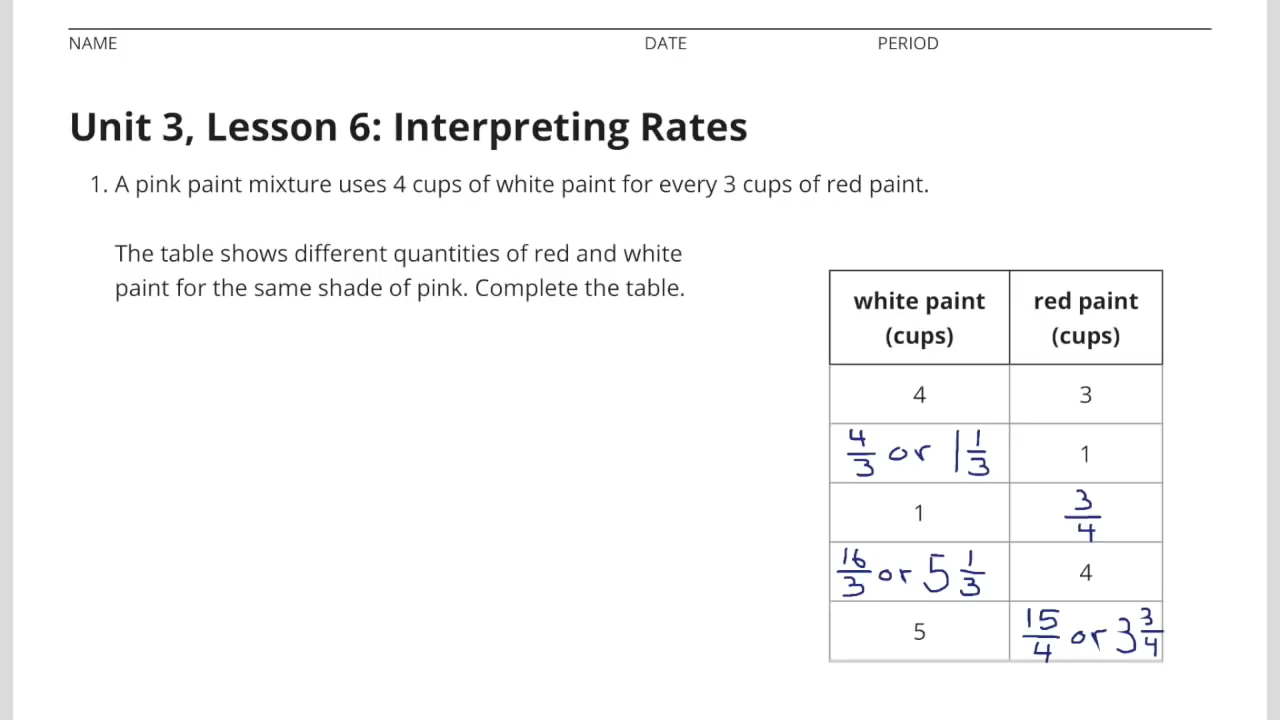 NAME DATE PERIOD
Unit 3, Lesson 6: Interpreting Rates
1. A pink paint mixture uses 4 cups of white paint for every 3 cups of red paint.
The table shows different quantities of red and white
paint for the same shade of pink. Complete the table.
white paint (cups) red paint (cups)
4 3
4/3 or 1 1/3 1
1 3/4
16/3 or 5 1/3 4
5 15/4 or 3 3/4